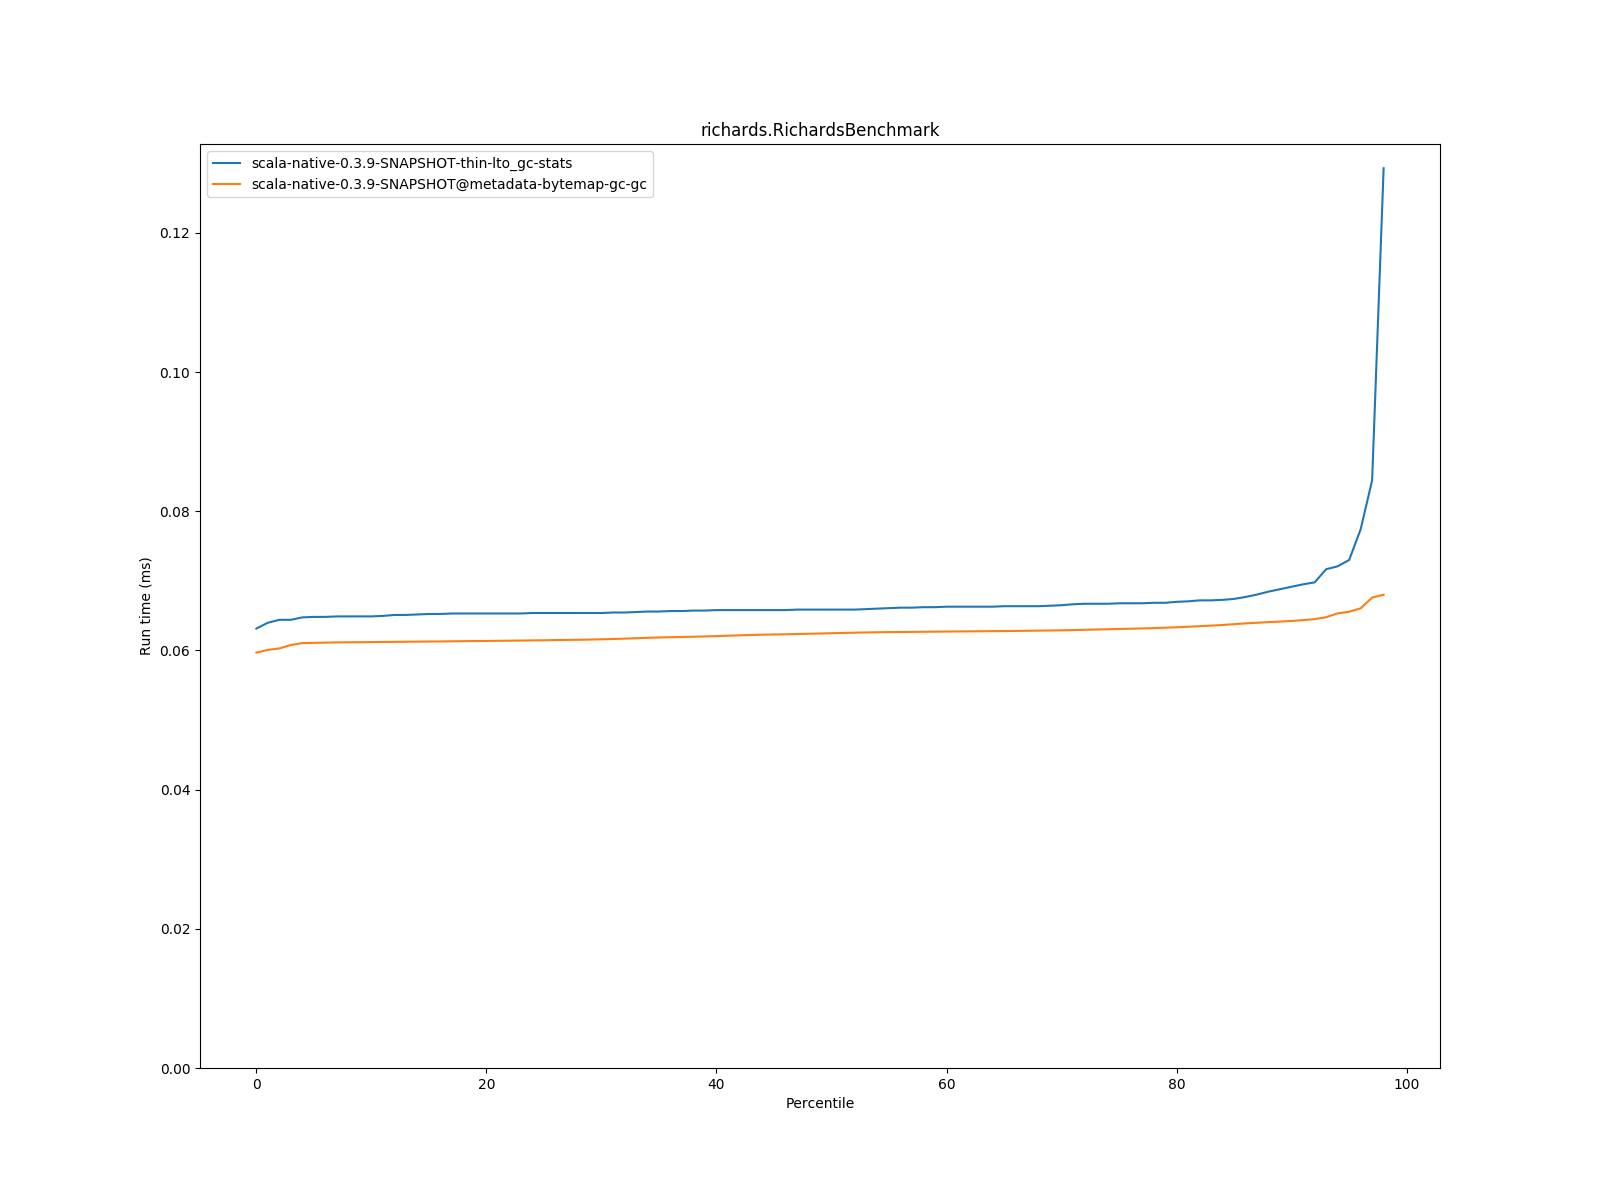 richards.RichardsBenchmark
scala-native-0.3.9-SNAPSHOT-thin-lto_gc-stats
scala-native-0.3.9-SNAPSHOT@metadata-bytemap-gc-gc
0.12
0.10
0.08
0.06
0.04
0.02
0.00
Run time (ms)
0 20 40 60 80 100
Percentile